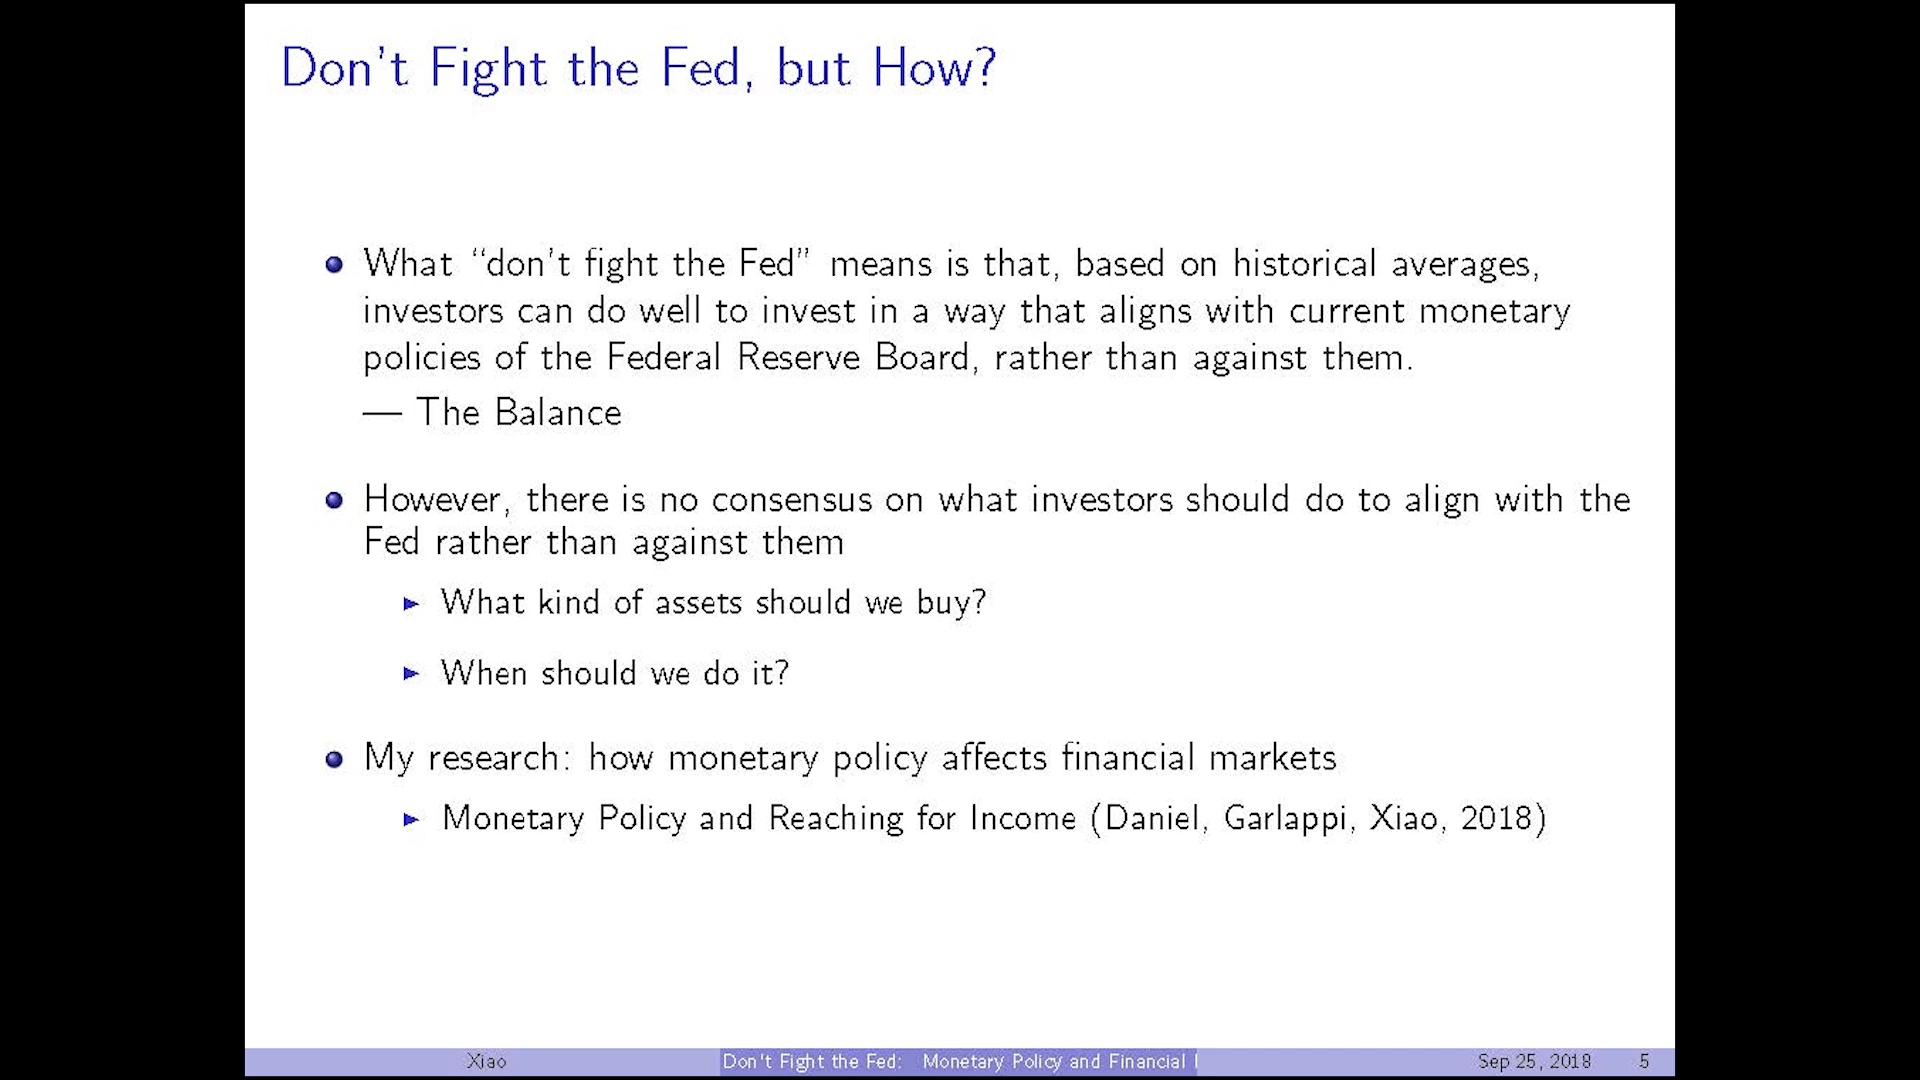 Don't Fight the Fed, but How?
What “don't fight the Fed” means is that, based on historical averages,
investors can do well to invest in a way that aligns with current monetary
policies of the Federal Reserve Board, rather than against them.
— The Balance
However, there is no consensus on what investors should do to align with the
Fed rather than against them
What kind of assets should we buy?
When should we do it?
My research: how monetary policy affects financial markets
Monetary Policy and Reaching for Income (Daniel, Garlappi, Xiao, 2018)
Xiao Don't Fight the Fed: Monetary Policy and Financial Sep 25, 2018 5